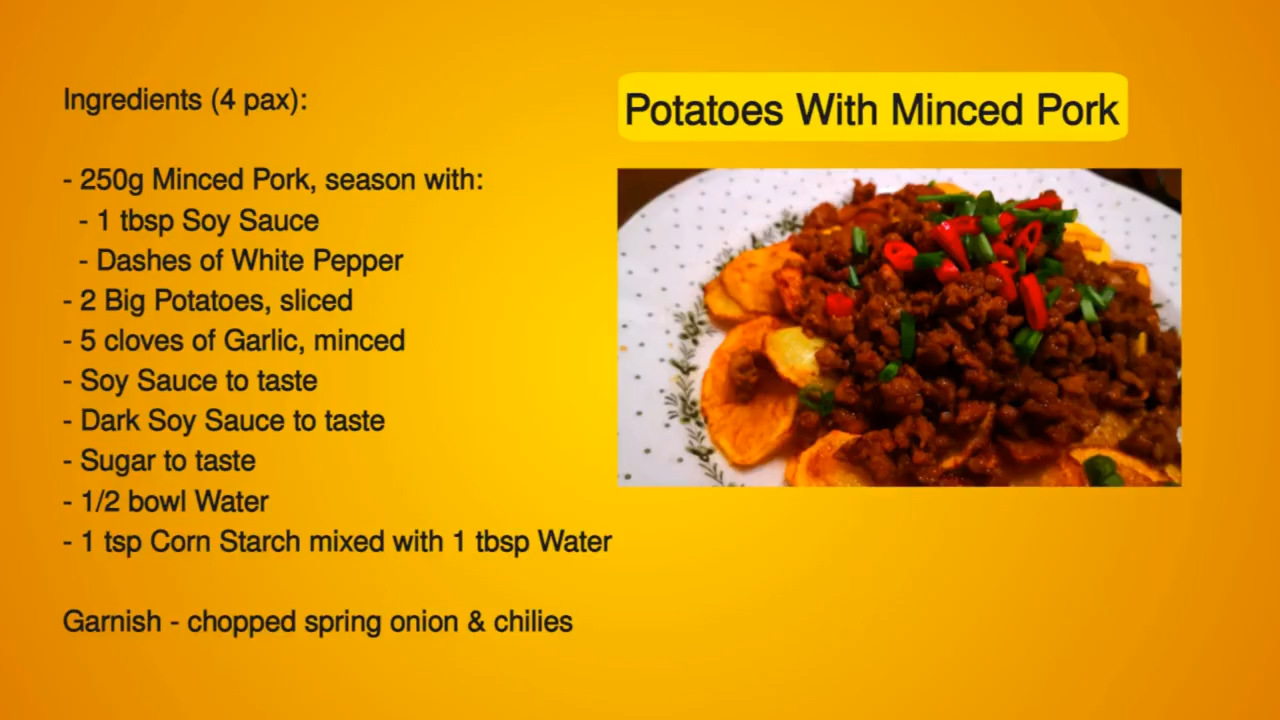 Ingredients (4 pax):
- 250g Minced Pork, season with:
- 1 tbsp Soy Sauce
- Dashes of White Pepper
- 2 Big Potatoes, sliced
- 5 cloves of Garlic, minced
- Soy Sauce to taste
- Dark Soy Sauce to taste
- Sugar to taste
- 1/2 bowl Water
- 1 tsp Corn Starch mixed with 1 tbsp Water
Garnish - chopped spring onion & chilies
Potatoes With Minced Pork